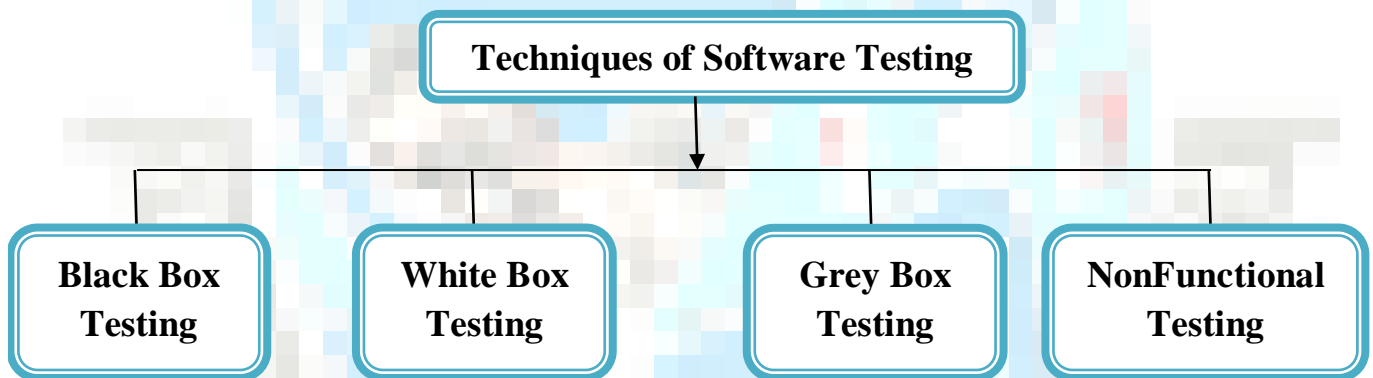 Techniques of Software Testing
Black Box
Testing
White Box
Testing
Grey Box
Testing
NonFunctional
Testing